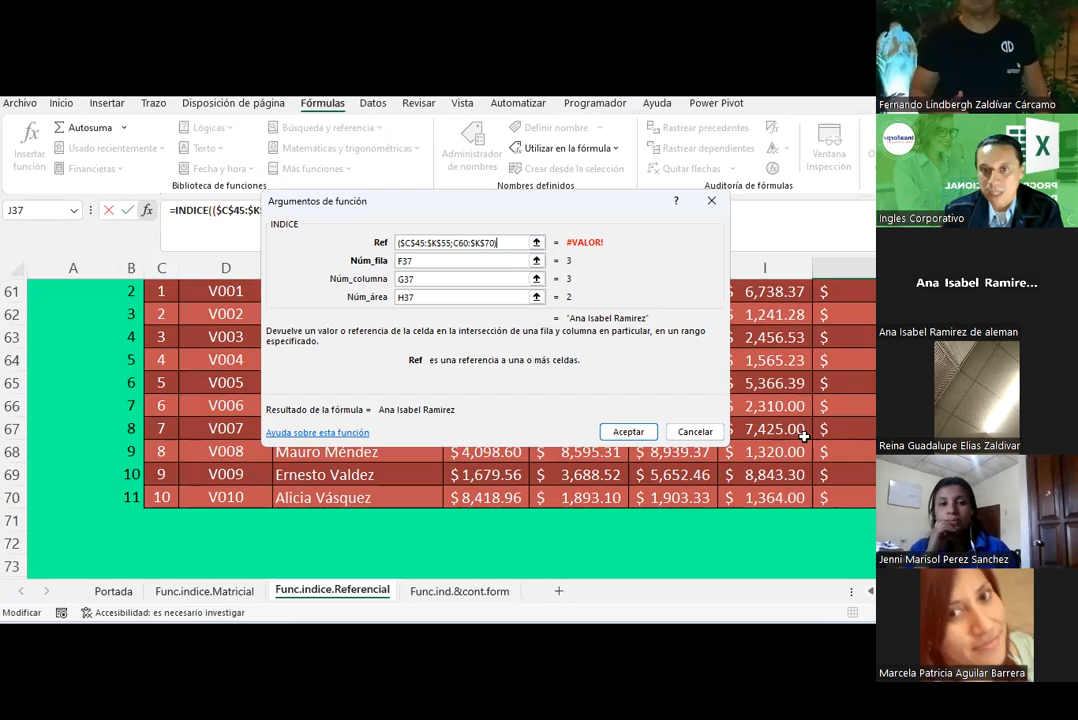 Archivo Inicio Insertar Trazo Disposición de página Fórmulas Datos Revisar Vista Automatizar Programador Ayuda Power Pivot
fx Insertar función
Autosuma
Usado recientemente
Financieras
Lógicas
Texto
Fecha y hora
Búsqueda y referencia
Matemáticas y trigonométricas
Más funciones
Biblioteca de funciones
Administrador de nombres
Definir nombre
Utilizar en la fórmula
Crear desde la selección
Nombres definidos
Rastrear precedentes
Rastrear dependientes
Quitar flechas
Auditoría de fórmulas
Ventana Inspección
J37
fx
=INDICE(($C$45:$K$
Argumentos de función
?
INDICE
Ref ($C$45:$K$55;C60:$K$70) = #¡VALOR!
Núm_fila F37 = 3
Núm_columna G37 = 3
Núm_área H37 = 2
= "Ana Isabel Ramirez"
Devuelve un valor o referencia de la celda en la intersección de una fila y columna en particular, en un rango
especificado.
Ref es una referencia a una o más celdas.
Resultado de la fórmula = Ana Isabel Ramirez
Ayuda sobre esta función
Aceptar Cancelar
A B C D I
61 2 1 V001 $ 6,738.37 $
62 3 2 V002 $ 1,241.28 $
63 4 3 V003 $ 2,456.53 $
64 5 4 V004 $ 1,565.23 $
65 6 5 V005 $ 5,366.39 $
66 7 6 V006 $ 2,310.00 $
67 8 7 V007 $ 7,425.00 $
68 9 8 V008 Mauro Méndez $ 4,098.60 $ 8,595.31 $ 8,939.37 $ 1,320.00 $
69 10 9 V009 Ernesto Valdez $ 1,679.56 $ 3,688.52 $ 5,652.46 $ 8,843.30 $
70 11 10 V010 Alicia Vásquez $ 8,418.96 $ 1,893.10 $ 1,903.33 $ 1,364.00 $
71
72
73
Portada Func.indice.Matricial Func.indice.Referencial Func.ind.&cont.form
Modificar Accesibilidad: es necesario investigar
Fernando Lindbergh Zaldívar Cárcamo
Insaforp
X
Ingles Corporativo
Ana Isabel Ramire...
Ana Isabel Ramirez de aleman
Reina Guadalupe Elias Zaldivar
Jenni Marisol Perez Sanchez
Marcela Patricia Aguilar Barrera